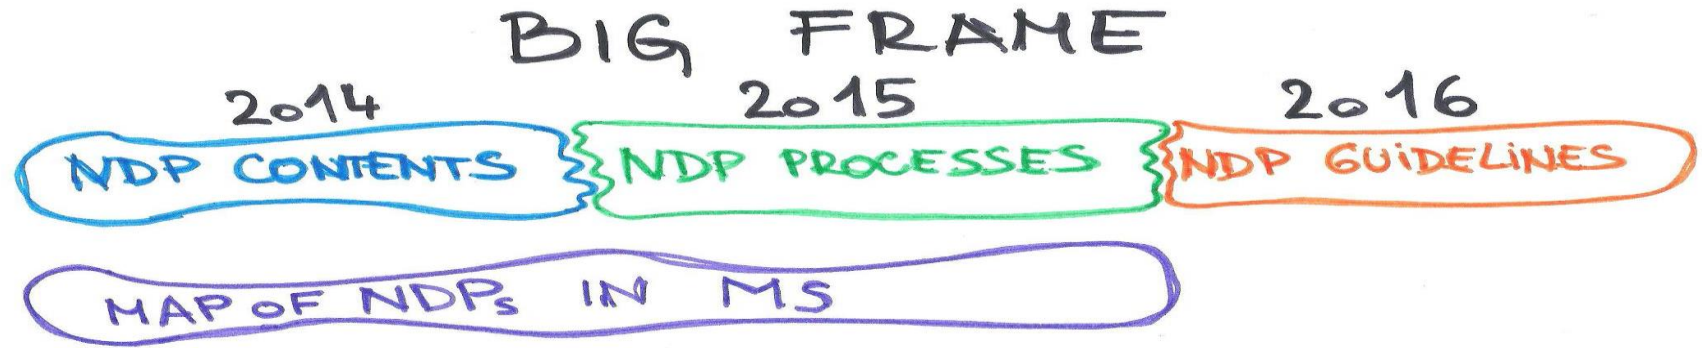 BIG FRAME
2014 2015 2016
NDP CONTENTS NDP PROCESSES NDP GUiDELiNES
MAP OF NDPs IN MS